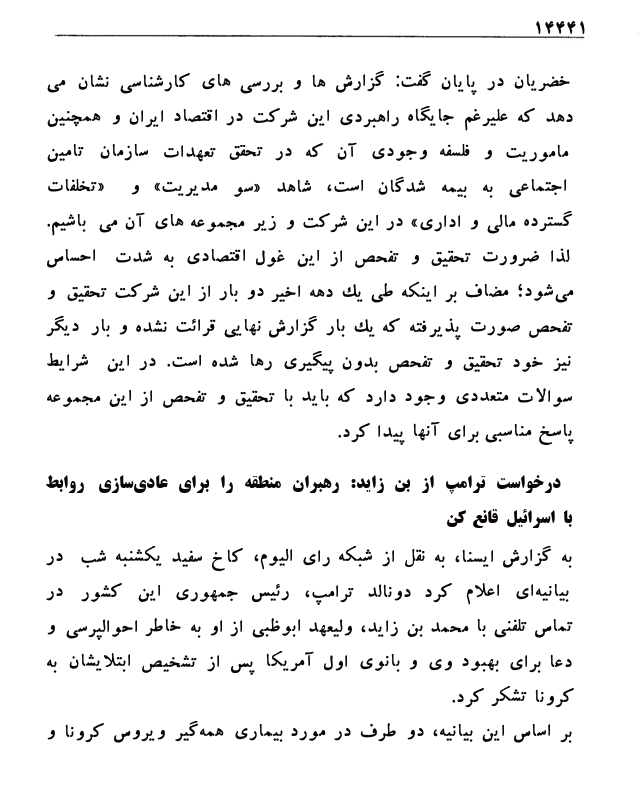 ۱۴۴۴۱
خضریان در پایان گفت: گزارش ها و بررسی های کارشناسی نشان می
دهد که علیرغم جایگاه راهبردی این شرکت در اقتصاد ایران و همچنین
ماموریت و فلسفه وجودی آن که در تحقق تعهدات سازمان تامین
اجتماعی به بیمه شدگان است، شاهد «سو مدیریت» و «تخلفات
گسترده مالی و اداری» در این شرکت و زیر مجموعه های آن می باشیم.
لذا ضرورت تحقیق و تفحص از این غول اقتصادی به شدت احساس
می‌شود؛ مضاف بر اینکه طی یك دهه اخیر دو بار از این شرکت تحقیق و
تفحص صورت پذیرفته که یك بار گزارش نهایی قرائت نشده و بار دیگر
نیز خود تحقیق و تفحص بدون پیگیری رها شده است. در این شرایط
سوالات متعددی وجود دارد که باید با تحقیق و تفحص از این مجموعه
پاسخ مناسبی برای آنها پیدا کرد.
درخواست ترامپ از بن زاید: رهبران منطقه را برای عادی‌سازی روابط
با اسرائیل قانع کن
به گزارش ایسنا، به نقل از شبکه رای الیوم، کاخ سفید یکشنبه شب در
بیانیه‌ای اعلام کرد دونالد ترامپ، رئیس جمهوری این کشور در
تماس تلفنی با محمد بن زاید، ولیعهد ابوظبی از او به خاطر احوالپرسی و
دعا برای بهبود وی و بانوی اول آمریکا پس از تشخیص ابتلایشان به
کرونا تشکر کرد.
بر اساس این بیانیه، دو طرف در مورد بیماری همه‌گیر ویروس کرونا و